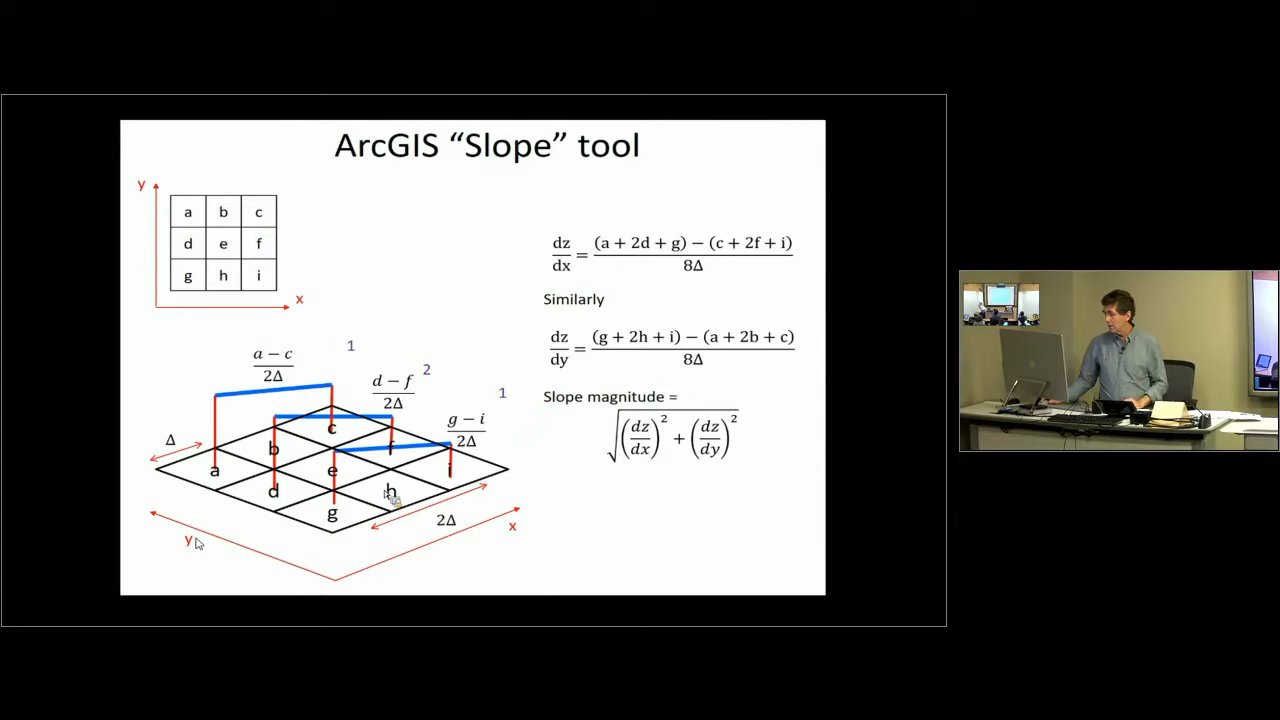 ArcGIS “Slope” tool
y
a b c
d e f
g h i
x
dz/dx = (a + 2d + g) − (c + 2f + i) / 8Δ
Similarly
dz/dy = (g + 2h + i) − (a + 2b + c) / 8Δ
Slope magnitude =
√((dz/dx)² + (dz/dy)²)
a − c / 2Δ
1
d − f / 2Δ
2
g − i / 2Δ
1
Δ
c
b f
a e i
d h
g
2Δ
y
x